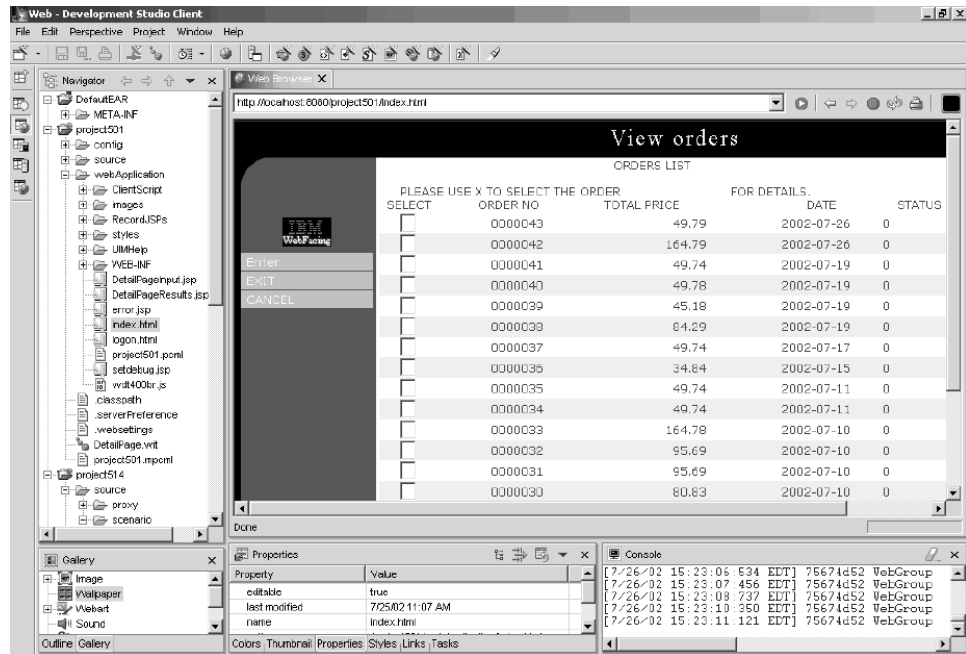 Web - Development Studio Client
File Edit Perspective Project Window Help
Navigator
DefaultEAR
META-INF
project501
config
source
webApplication
ClientScript
images
RecordJSPs
styles
UIMHelp
WEB-INF
DetailPageInput.jsp
DetailPageResults.jsp
error.jsp
index.html
logon.html
project501.pcml
setdebug.jsp
wdt400br.js
.classpath
.serverPreference
.websettings
DetailPage.wit
project501.mpcml
project514
source
proxy
scenario
Web Browser
http://localhost:8080/project501/index.html
View orders
IBM
WebFacing
Enter
EXIT
CANCEL
ORDERS LIST
PLEASE USE X TO SELECT THE ORDER FOR DETAILS.
SELECT ORDER NO TOTAL PRICE DATE STATUS
0000043 49.79 2002-07-26 0
0000042 164.79 2002-07-26 0
0000041 49.74 2002-07-19 0
0000040 49.78 2002-07-19 0
0000039 45.18 2002-07-19 0
0000038 84.29 2002-07-19 0
0000037 49.74 2002-07-17 0
0000036 34.84 2002-07-15 0
0000035 49.74 2002-07-11 0
0000034 49.74 2002-07-11 0
0000033 164.78 2002-07-10 0
0000032 95.69 2002-07-10 0
0000031 95.69 2002-07-10 0
0000030 80.83 2002-07-10 0
Done
Gallery
Image
Wallpaper
Webart
Sound
Outline Gallery
Properties
Property Value
editable true
last modified 7/25/02 11:07 AM
name index.html
Colors Thumbnail Properties Styles Links Tasks
Console
[7/26/02 15:23:06:534 EDT] 75674d52 WebGroup
[7/26/02 15:23:07:456 EDT] 75674d52 WebGroup
[7/26/02 15:23:08:737 EDT] 75674d52 WebGroup
[7/26/02 15:23:10:350 EDT] 75674d52 WebGroup
[7/26/02 15:23:11:121 EDT] 75674d52 WebGroup